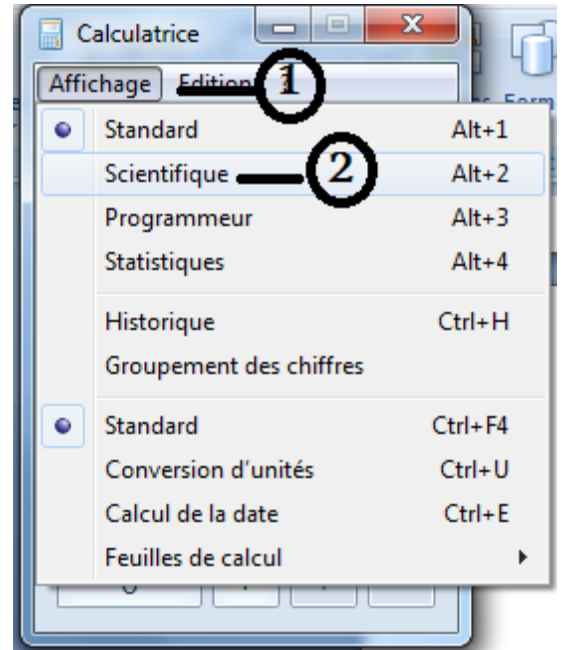 Calculatrice
Affichage Edition 1
Standard Alt+1
Scientifique 2 Alt+2
Programmeur Alt+3
Statistiques Alt+4
Historique Ctrl+H
Groupement des chiffres
Standard Ctrl+F4
Conversion d'unités Ctrl+U
Calcul de la date Ctrl+E
Feuilles de calcul